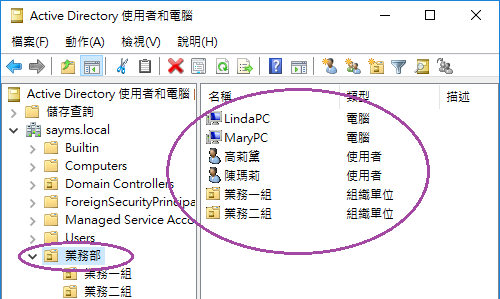 Active Directory 使用者和電腦
檔案(F) 動作(A) 檢視(V) 說明(H)
Active Directory 使用者和電腦
儲存查詢
sayms.local
Builtin
Computers
Domain Controllers
ForeignSecurityPrincipa
Managed Service Acco
Users
業務部
業務一組
業務二組
名稱 類型 描述
LindaPC 電腦
MaryPC 電腦
高莉黛 使用者
陳瑪莉 使用者
業務一組 組織單位
業務二組 組織單位